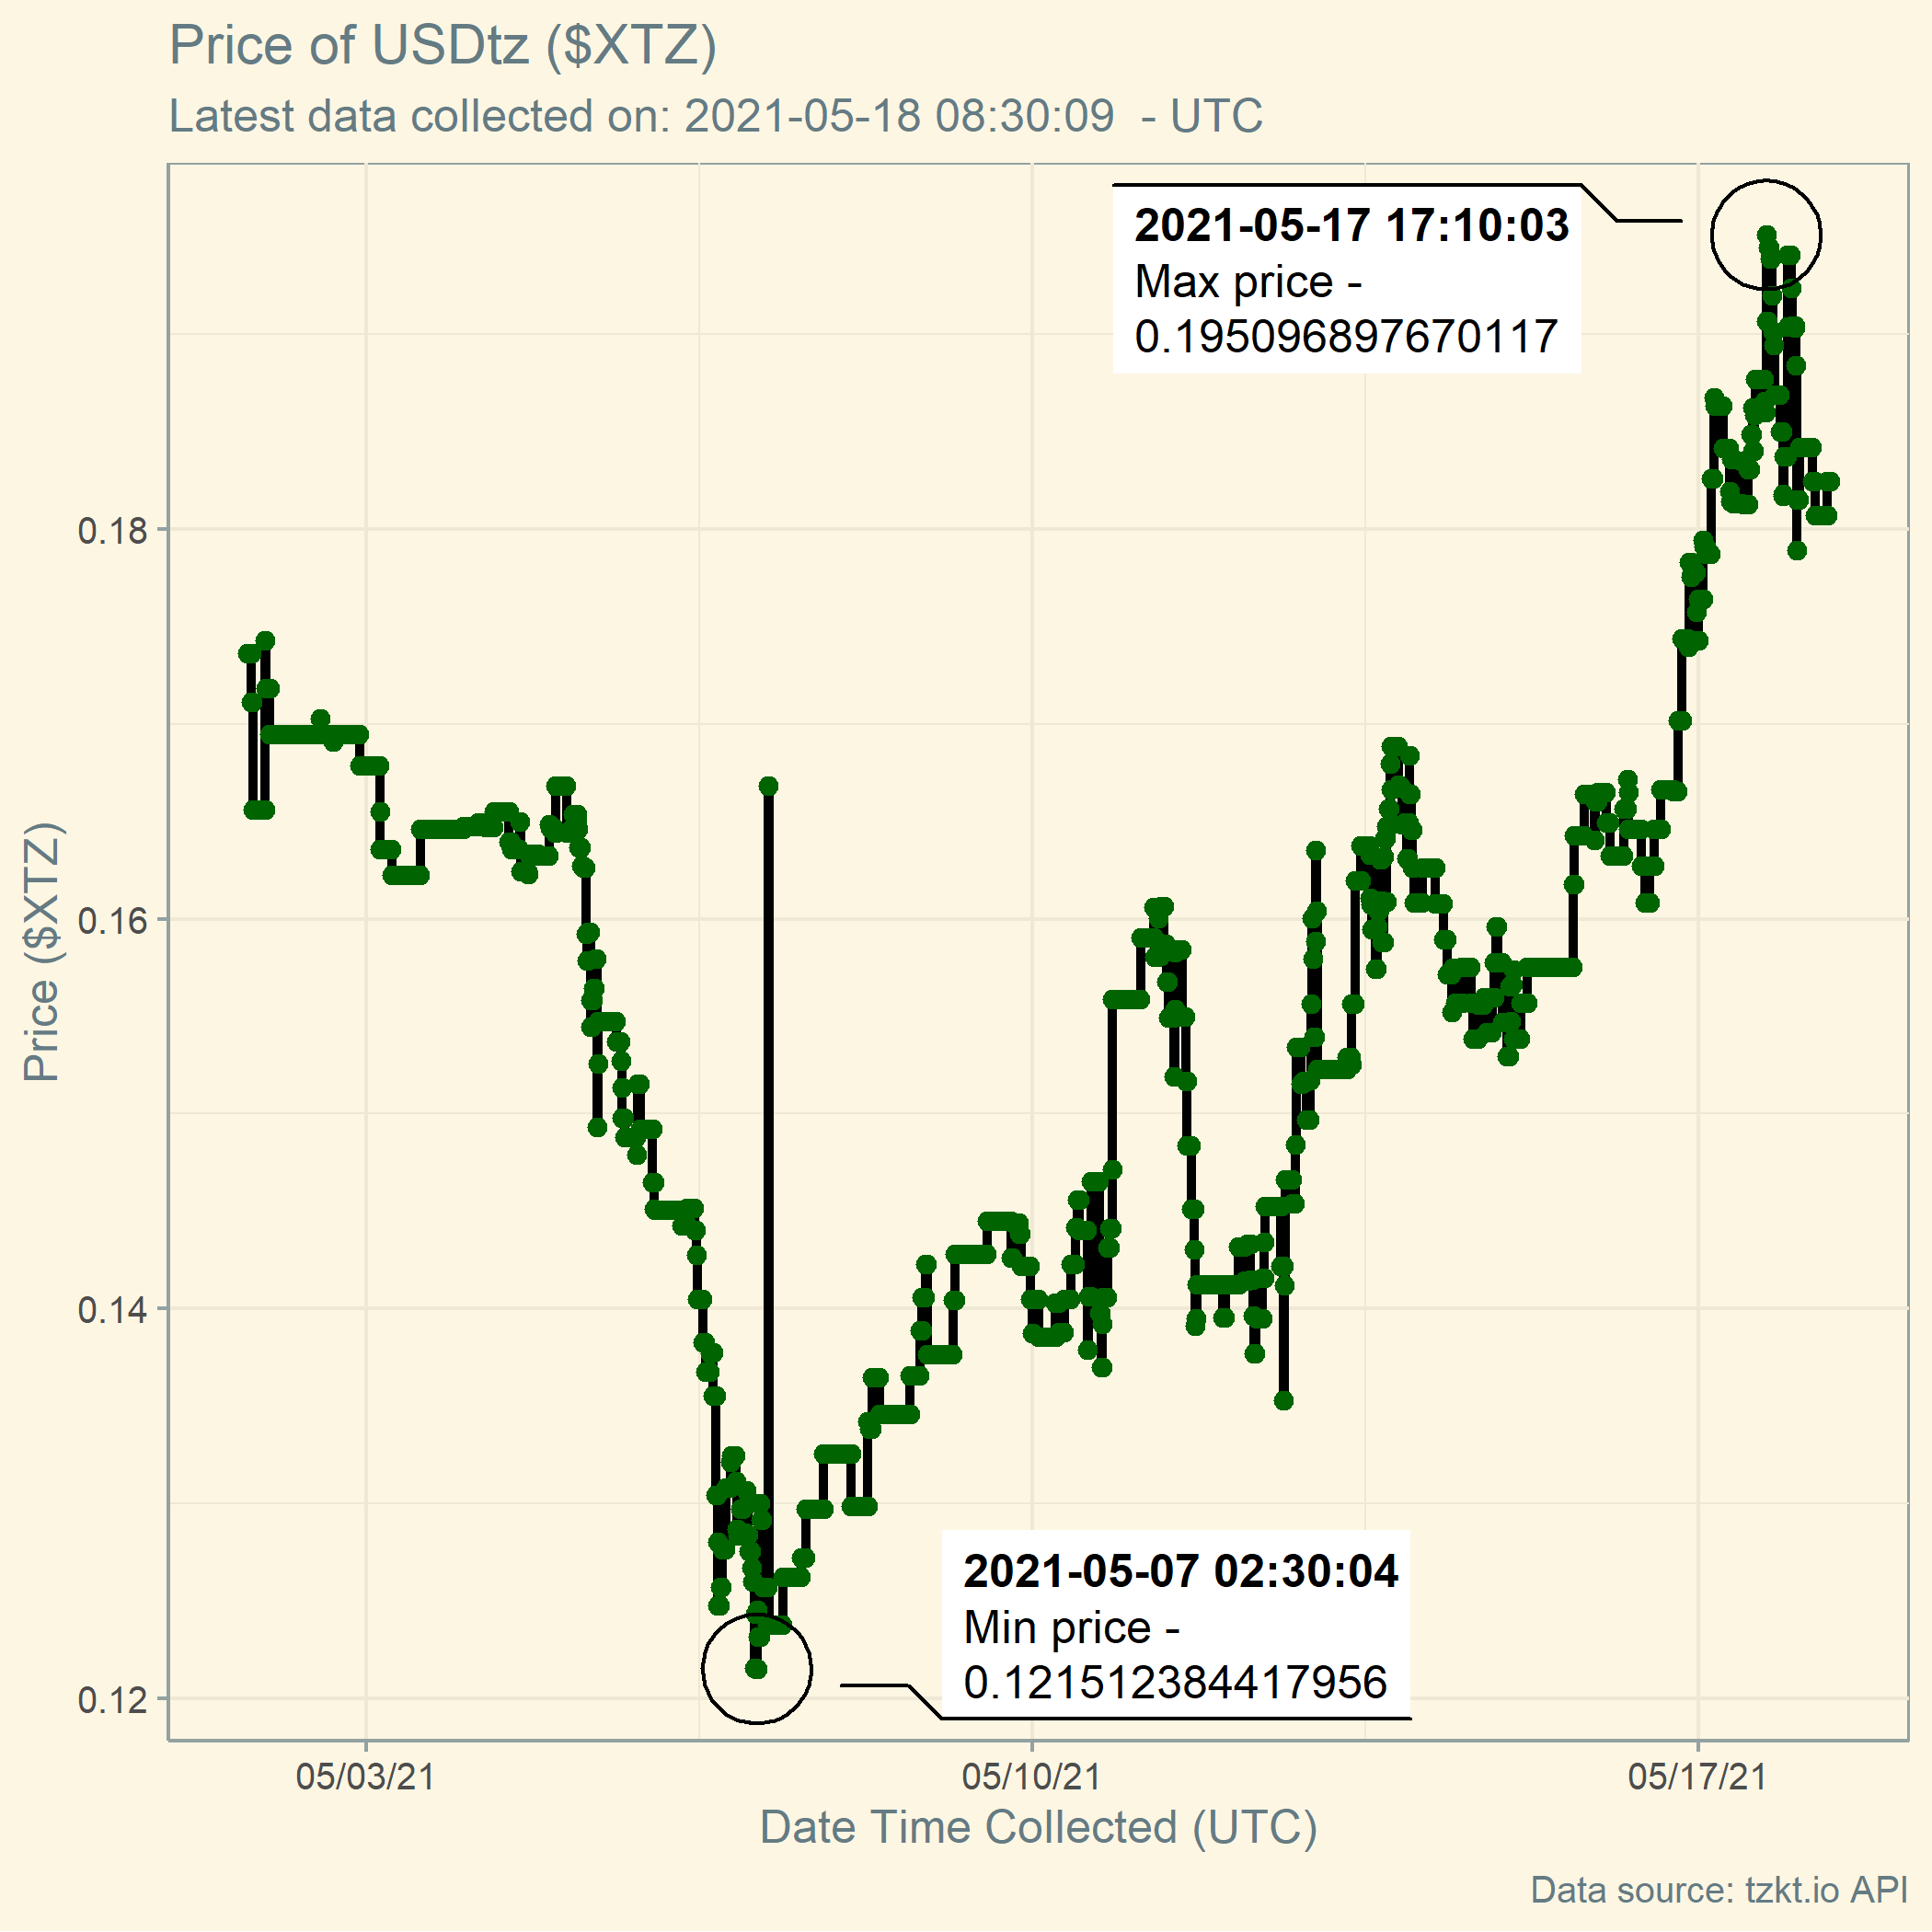 Price of USDtz ($XTZ)
Latest data collected on: 2021-05-18 08:30:09  - UTC
2021-05-17 17:10:03
Max price -
0.195096897670117
0.18
0.16
0.14
0.12
Price ($XTZ)
2021-05-07 02:30:04
Min price -
0.121512384417956
05/03/21
05/10/21
05/17/21
Date Time Collected (UTC)
Data source: tzkt.io API